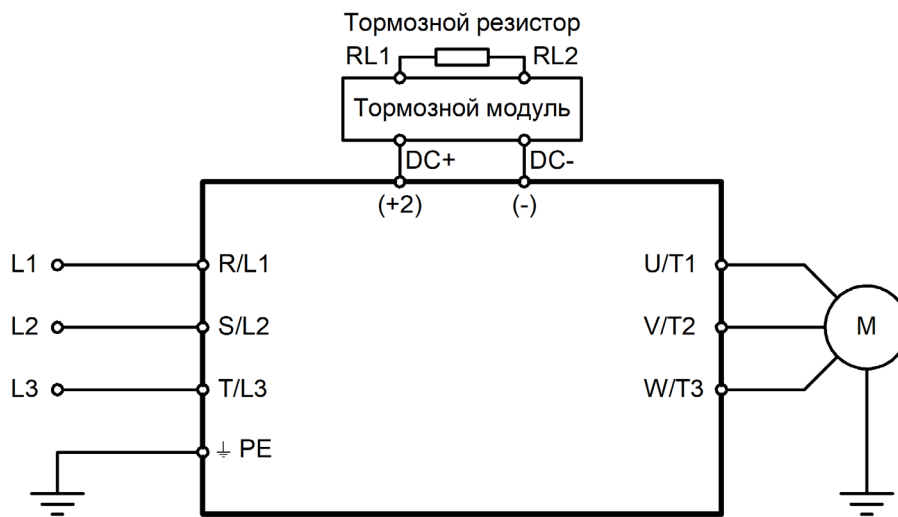 Тормозной резистор
RL1 RL2
Тормозной модуль
DC+ DC-
(+2) (-)
L1 R/L1 U/T1
L2 S/L2 V/T2 M
L3 T/L3 W/T3
⏚ PE